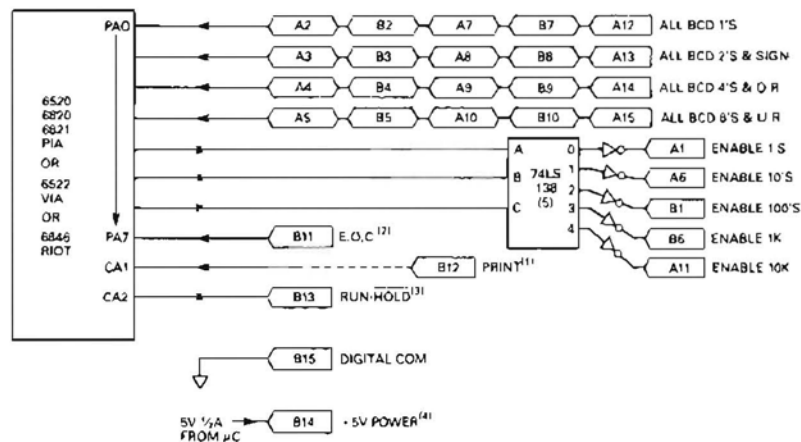 PA0 A2 B2 A7 B7 A12 ALL BCD 1'S
A3 B3 A8 B8 A13 ALL BCD 2'S & SIGN
A4 B4 A9 B9 A14 ALL BCD 4'S & O R
A5 B5 A10 B10 A15 ALL BCD 8'S & U R
6520
6820
6821
PIA
OR
6522
VIA
OR
6846
RIOT
A 0 A1 ENABLE 1 S
B 74LS 1 A6 ENABLE 10'S
138 2 B1 ENABLE 100'S
C (5) 3 B6 ENABLE 1K
4 A11 ENABLE 10K
PA7 B11 E.O.C (2)
CA1 B12 PRINT(1)
CA2 B13 RUN-HOLD(3)
B15 DIGITAL COM
5V ½A B14 +5V POWER(4)
FROM µC